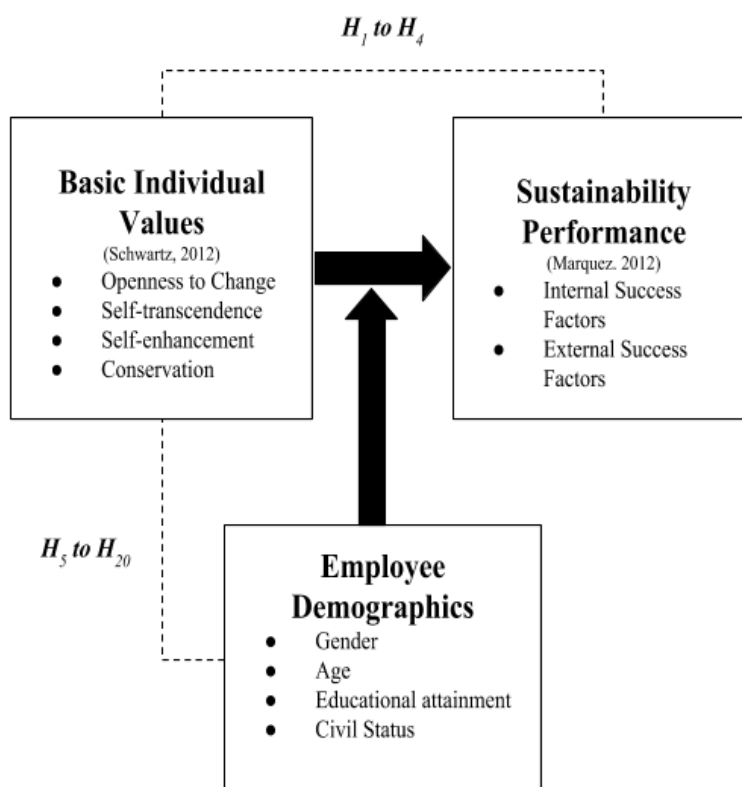 H₁ to H₄
Basic Individual
Values
(Schwartz, 2012)
● Openness to Change
● Self-transcendence
● Self-enhancement
● Conservation
Sustainability
Performance
(Marquez. 2012)
● Internal Success
Factors
● External Success
Factors
H₅ to H₂₀
Employee
Demographics
● Gender
● Age
● Educational attainment
● Civil Status